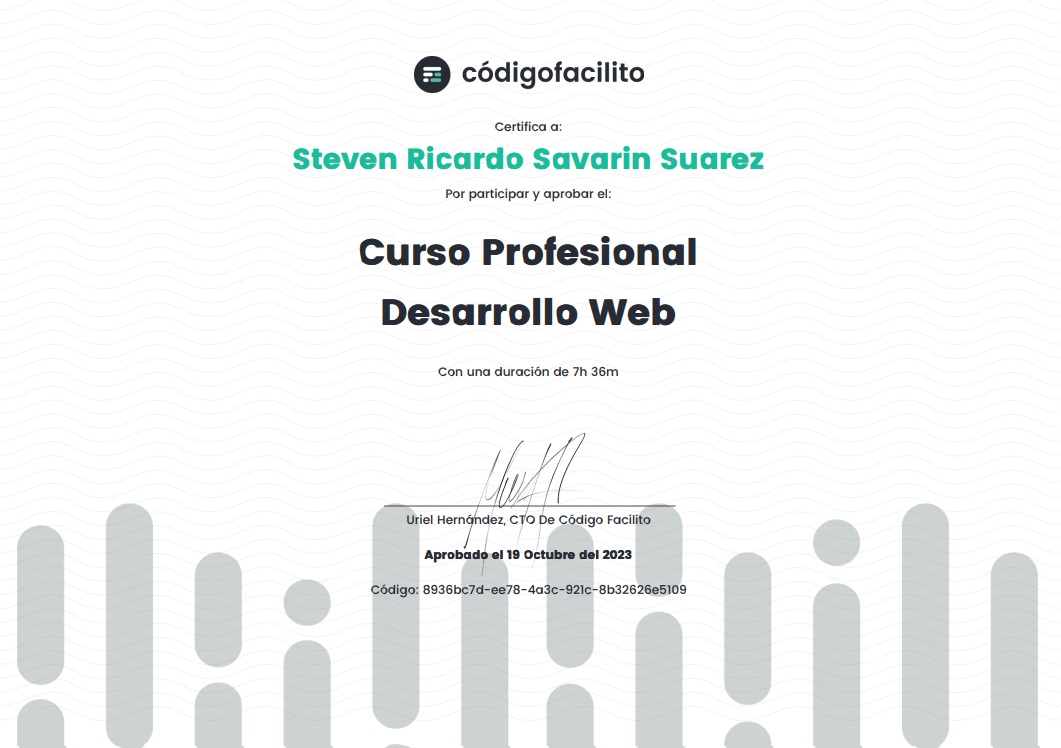 códigofacilito
Certifica a:
Steven Ricardo Savarin Suarez
Por participar y aprobar el:
Curso Profesional
Desarrollo Web
Con una duración de 7h 36m
Uriel Hernández, CTO De Código Facilito
Aprobado el 19 Octubre del 2023
Código: 8936bc7d-ee78-4a3c-921c-8b32626e5109